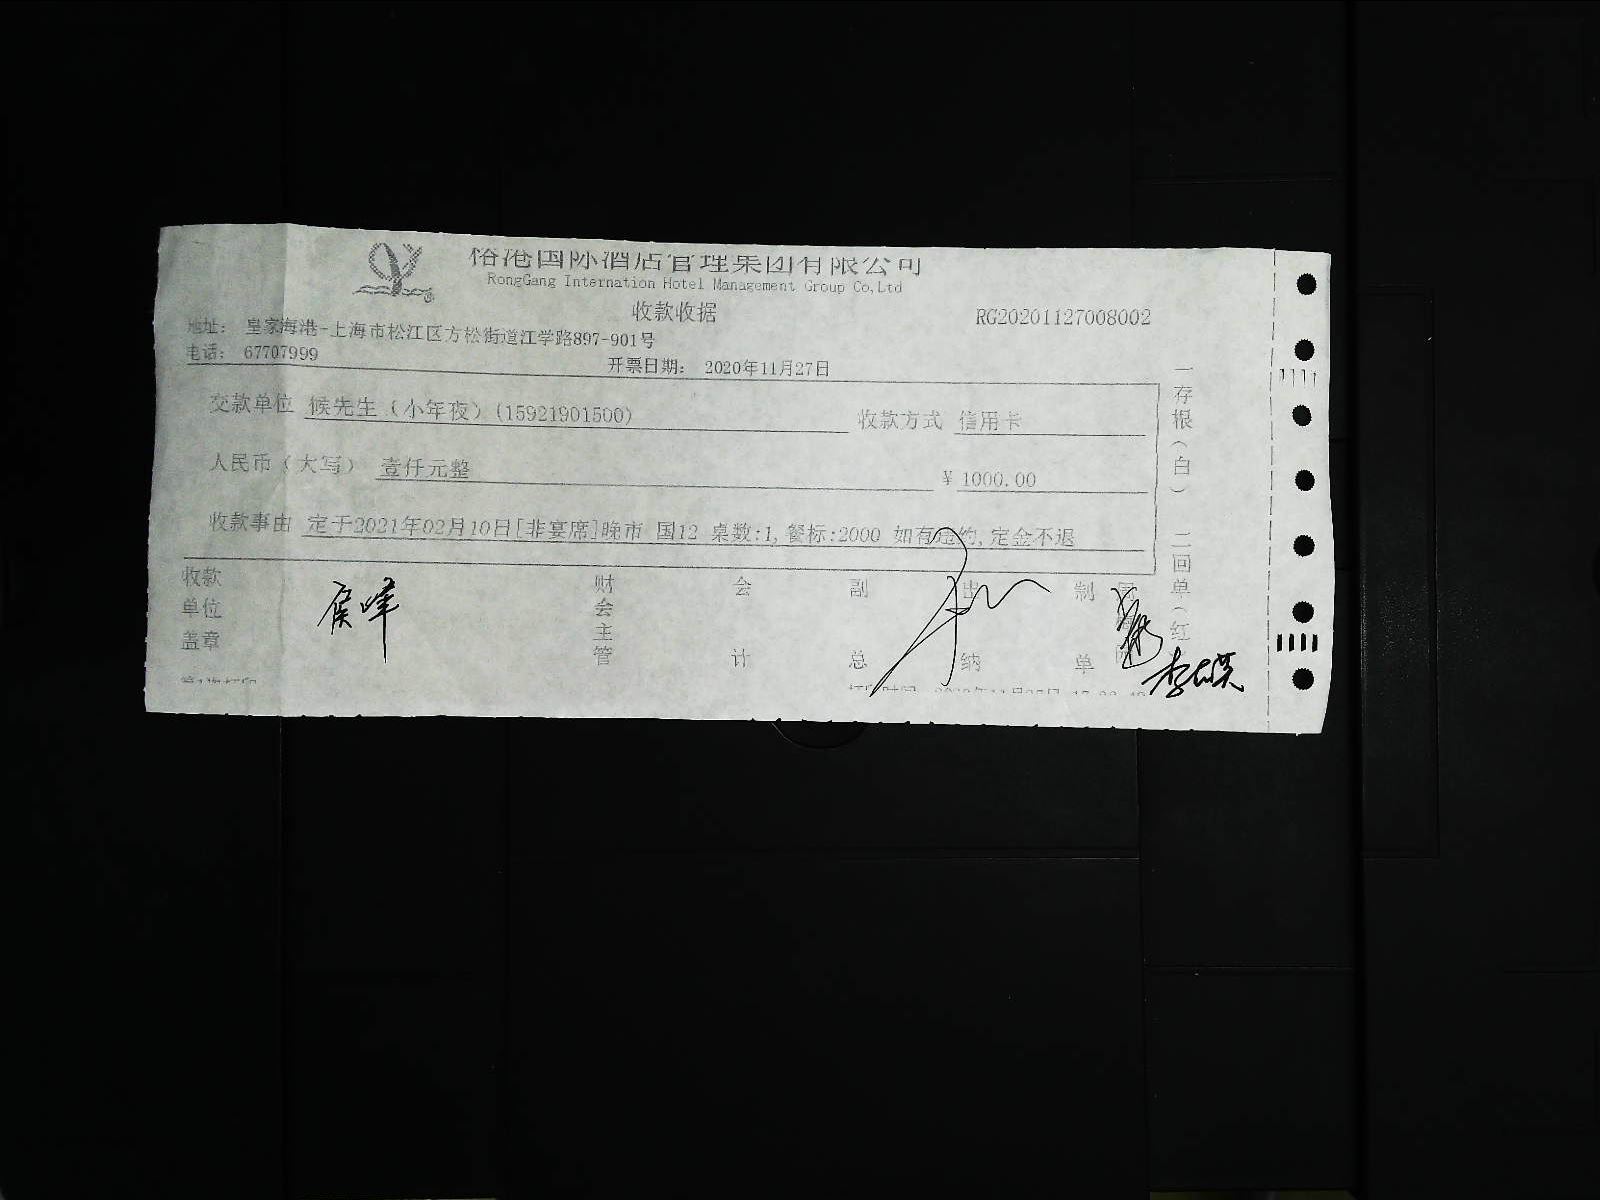 榕港国际酒店管理集团有限公司
RongGang Internation Hotel Management Group Co,Ltd
收款收据
RG20201127008002
地址: 皇家海港-上海市松江区方松街道江学路897-901号
电话: 67707999
开票日期: 2020年11月27日
交款单位 候先生(小年夜)(15921901500)
收款方式 信用卡
人民币(大写) 壹仟元整
¥ 1000.00
收款事由 定于2021年02月10日[非宴席]晚市 国12 桌数:1,餐标:2000 如有违约,定金不退
一存根(白) 二回单(红
收款单位盖章
侯峰
财会主管
会计
副总
出纳
制单